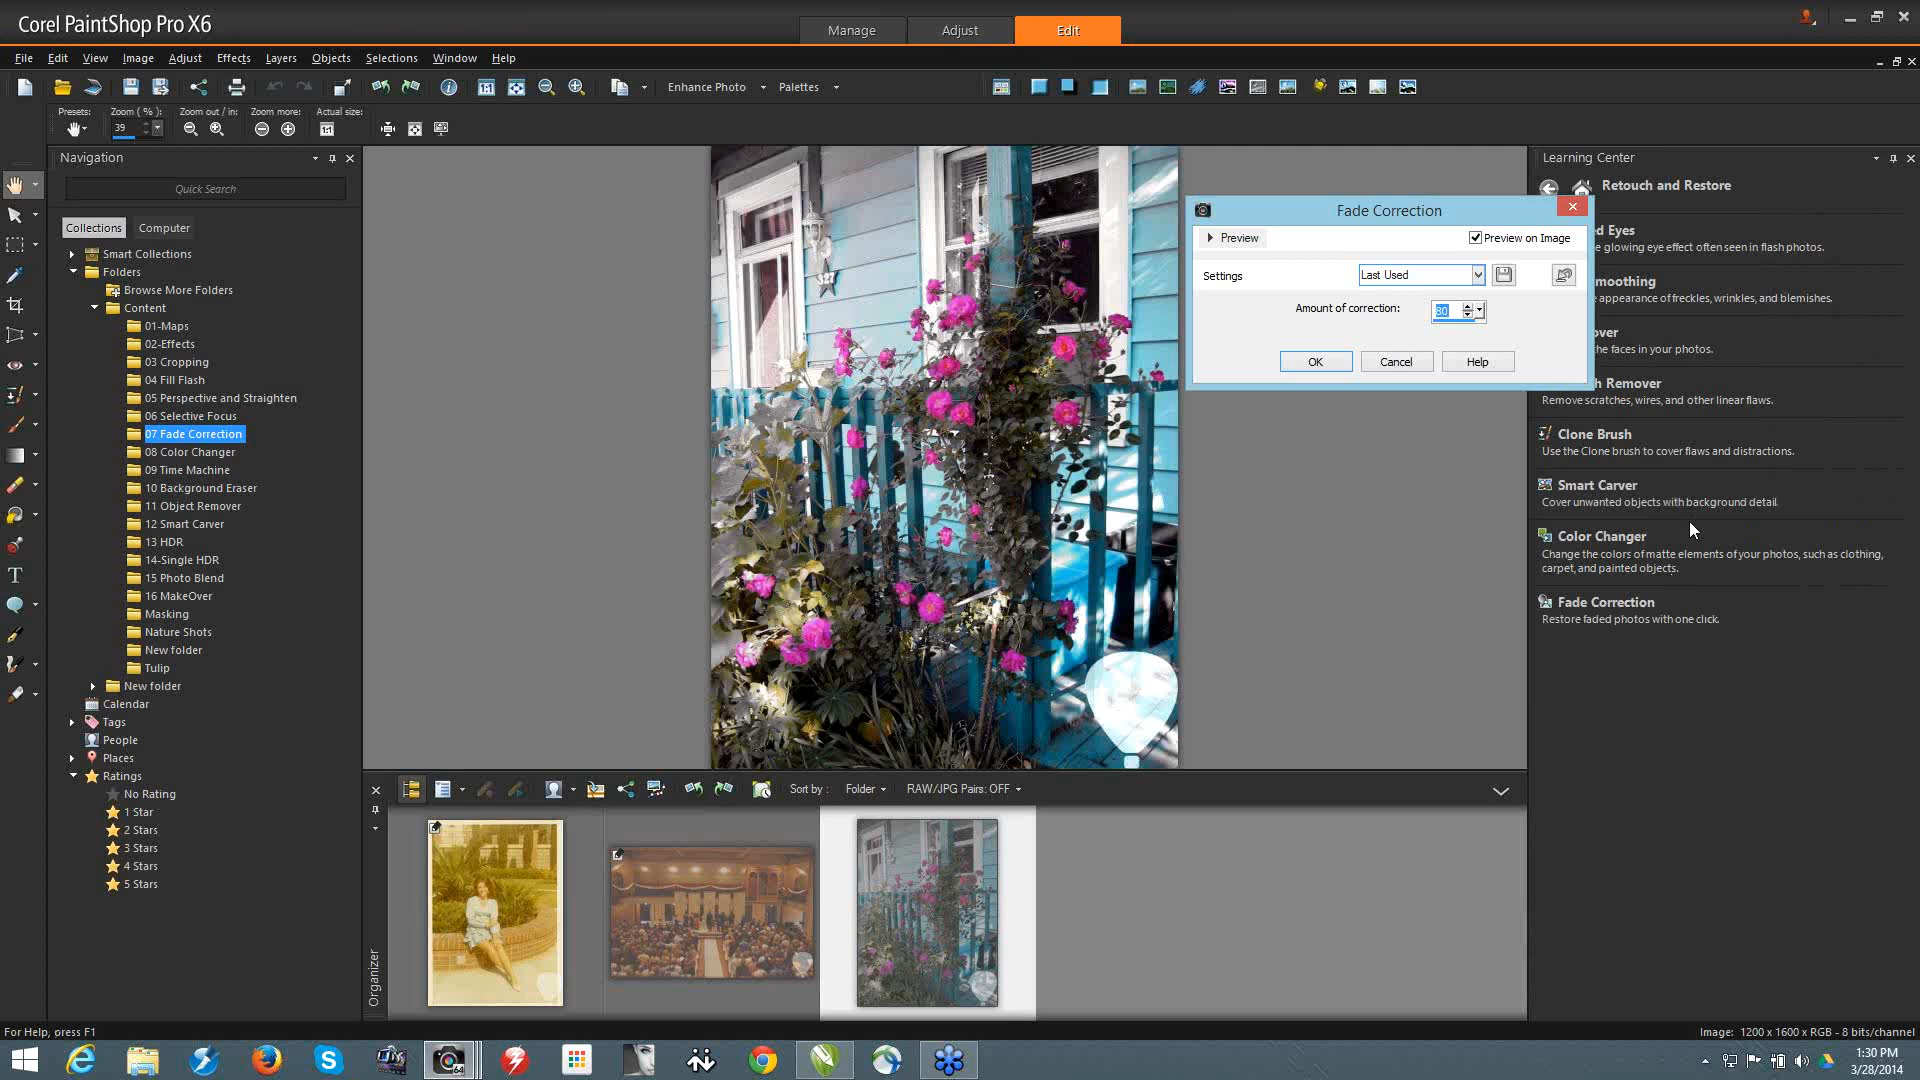 Corel PaintShop Pro X6
Manage
Adjust
Edit
File
Edit
View
Image
Adjust
Effects
Layers
Objects
Selections
Window
Help
Enhance Photo
Palettes
Presets:
Zoom ( % ):
39
Zoom out / in:
Zoom more:
Actual size:
Navigation
Quick Search
Collections
Computer
Smart Collections
Folders
Browse More Folders
Content
01-Maps
02-Effects
03 Cropping
04 Fill Flash
05 Perspective and Straighten
06 Selective Focus
07 Fade Correction
08 Color Changer
09 Time Machine
10 Background Eraser
11 Object Remover
12 Smart Carver
13 HDR
14-Single HDR
15 Photo Blend
16 MakeOver
Masking
Nature Shots
New folder
Tulip
New folder
Calendar
Tags
People
Places
Ratings
No Rating
1 Star
2 Stars
3 Stars
4 Stars
5 Stars
Fade Correction
Preview
Preview on Image
Settings
Last Used
Amount of correction:
80
OK
Cancel
Help
Learning Center
Retouch and Restore
d Eyes
e glowing eye effect often seen in flash photos.
moothing
appearance of freckles, wrinkles, and blemishes.
over
the faces in your photos.
h Remover
Remove scratches, wires, and other linear flaws.
Clone Brush
Use the Clone brush to cover flaws and distractions.
Smart Carver
Cover unwanted objects with background detail.
Color Changer
Change the colors of matte elements of your photos, such as clothing,
carpet, and painted objects.
Fade Correction
Restore faded photos with one click.
Sort by :
Folder
RAW/JPG Pairs: OFF
Organizer
For Help, press F1
Image: 1200 x 1600 x RGB - 8 bits/channel
64
1:30 PM
3/28/2014